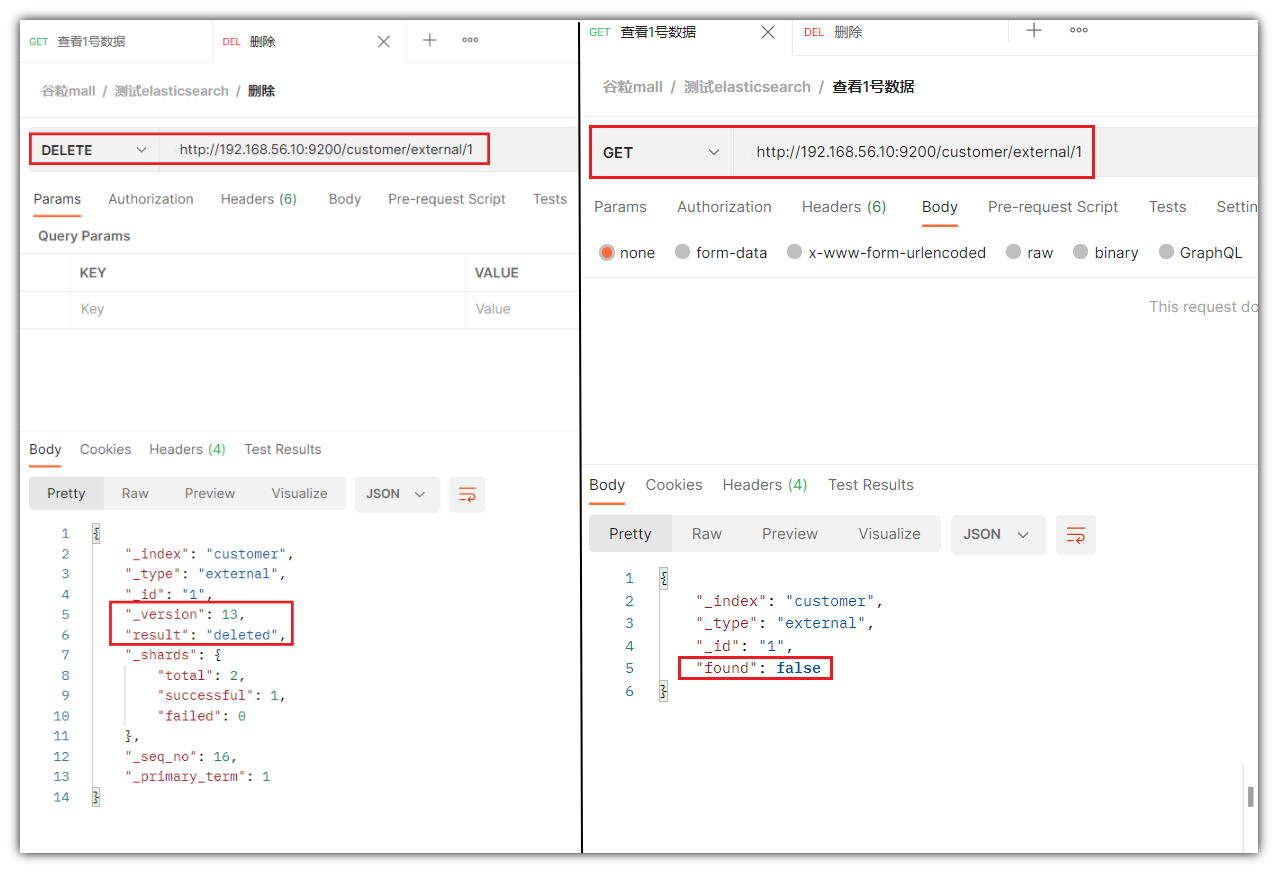 GET 查看1号数据
DEL 删除
谷粒mall / 测试elasticsearch / 删除
DELETE http://192.168.56.10:9200/customer/external/1
Params Authorization Headers (6) Body Pre-request Script Tests
Query Params
KEY VALUE
Key Value
Body Cookies Headers (4) Test Results
Pretty Raw Preview Visualize JSON
1 {
2 "_index": "customer",
3 "_type": "external",
4 "_id": "1",
5 "_version": 13,
6 "result": "deleted",
7 "_shards": {
8 "total": 2,
9 "successful": 1,
10 "failed": 0
11 },
12 "_seq_no": 16,
13 "_primary_term": 1
14 }
GET 查看1号数据
DEL 删除
谷粒mall / 测试elasticsearch / 查看1号数据
GET http://192.168.56.10:9200/customer/external/1
Params Authorization Headers (6) Body Pre-request Script Tests Settin
none form-data x-www-form-urlencoded raw binary GraphQL
This request do
Body Cookies Headers (4) Test Results
Pretty Raw Preview Visualize JSON
1 {
2 "_index": "customer",
3 "_type": "external",
4 "_id": "1",
5 "found": false
6 }